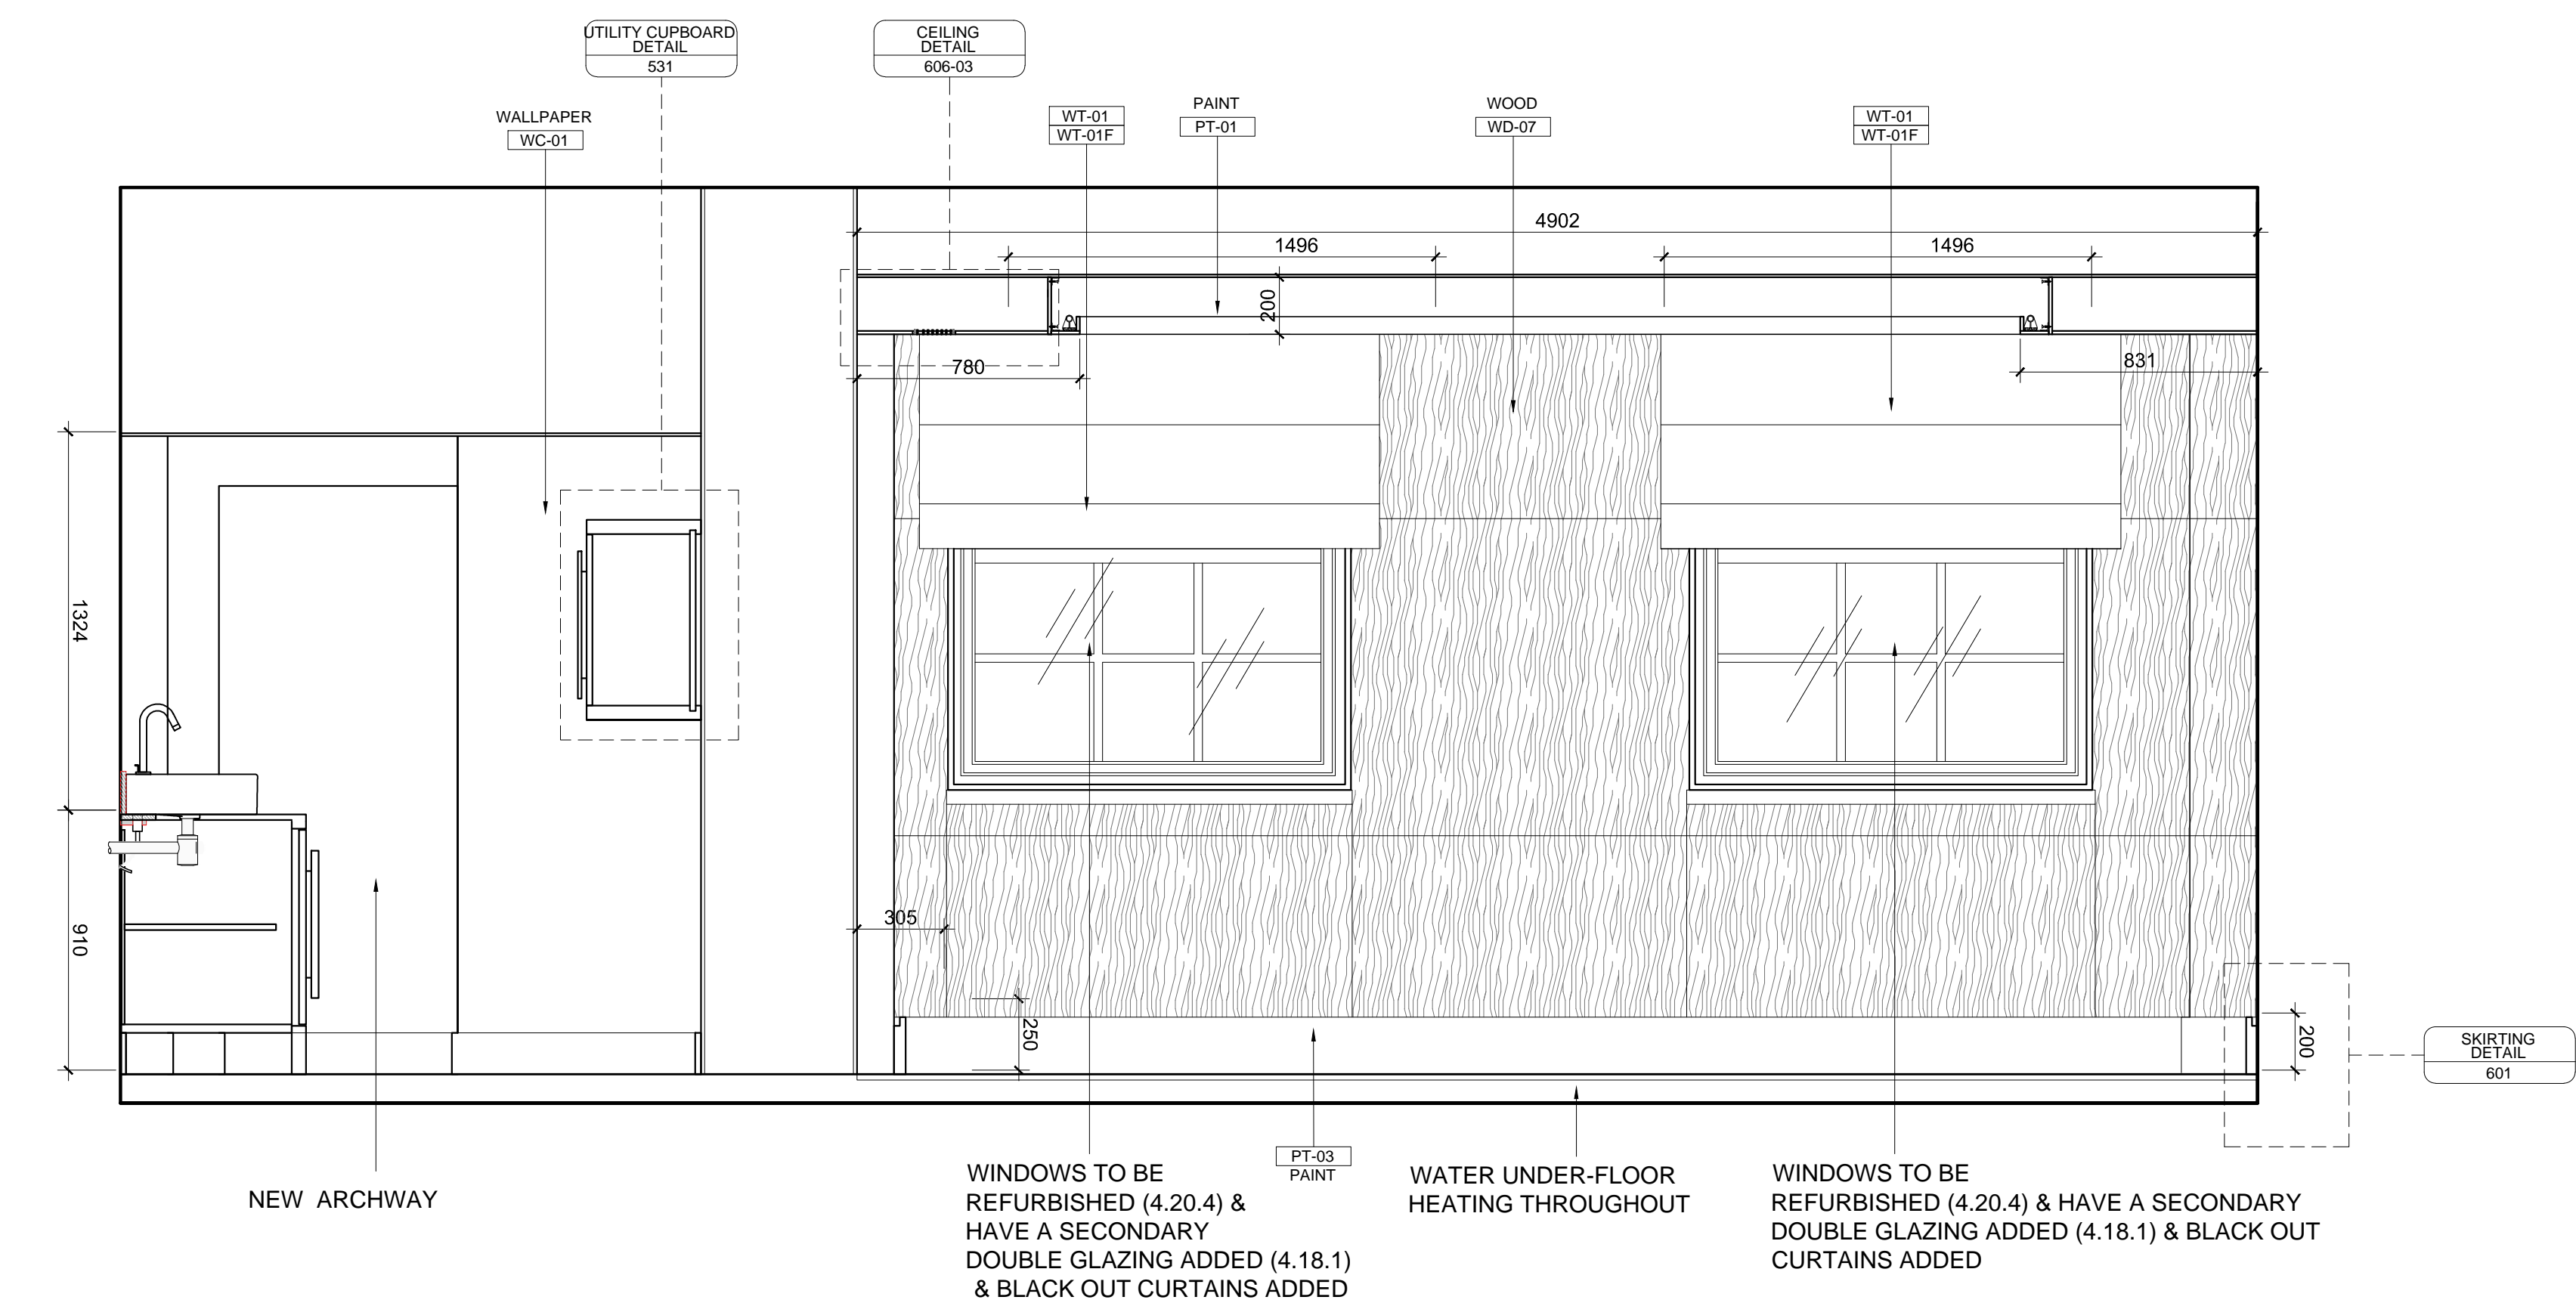 UTILITY CUPBOARD
DETAIL
531
CEILING
DETAIL
606-03
WALLPAPER
WC-01
WT-01
WT-01F
PAINT
PT-01
WOOD
WD-07
WT-01
WT-01F
4902
1496
1496
200
780
831
1324
910
305
250
200
SKIRTING
DETAIL
601
NEW ARCHWAY
WINDOWS TO BE
REFURBISHED (4.20.4) &
HAVE A SECONDARY
DOUBLE GLAZING ADDED (4.18.1)
& BLACK OUT CURTAINS ADDED
PT-03
PAINT
WATER UNDER-FLOOR
HEATING THROUGHOUT
WINDOWS TO BE
REFURBISHED (4.20.4) & HAVE A SECONDARY
DOUBLE GLAZING ADDED (4.18.1) & BLACK OUT
CURTAINS ADDED